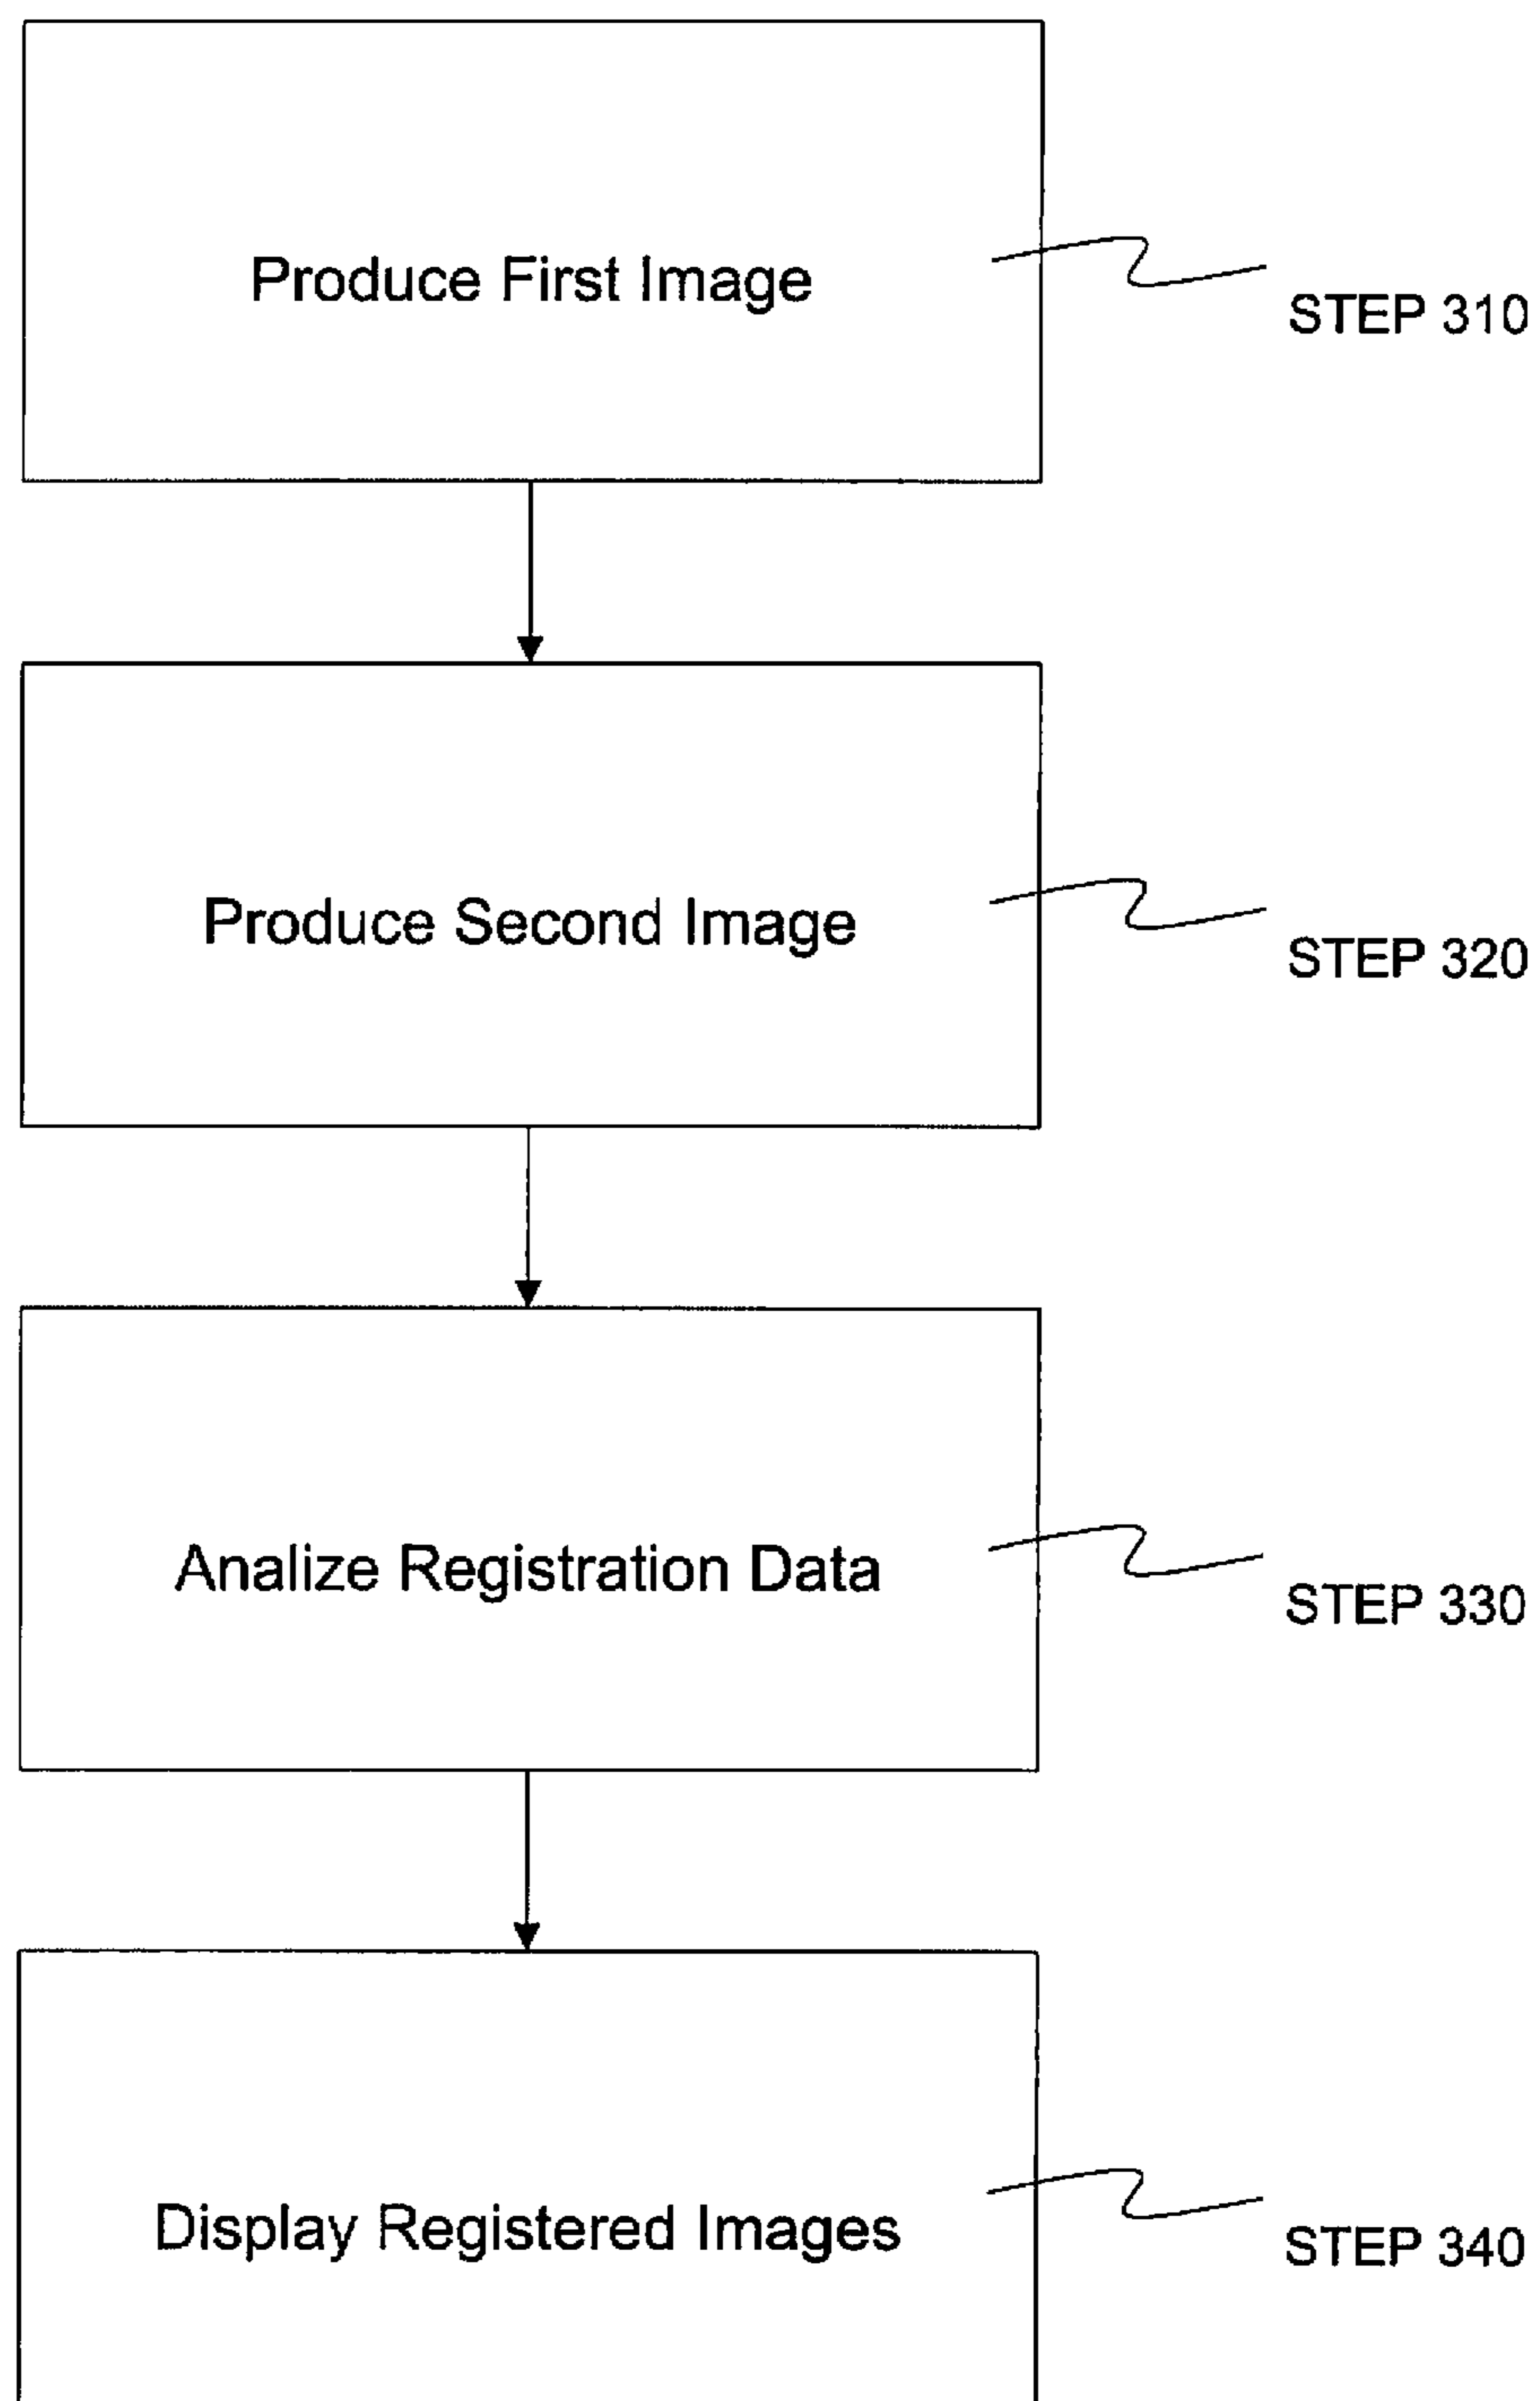 Produce First Image
STEP 310
Produce Second Image
STEP 320
Analize Registration Data
STEP 330
Display Registered Images
STEP 340